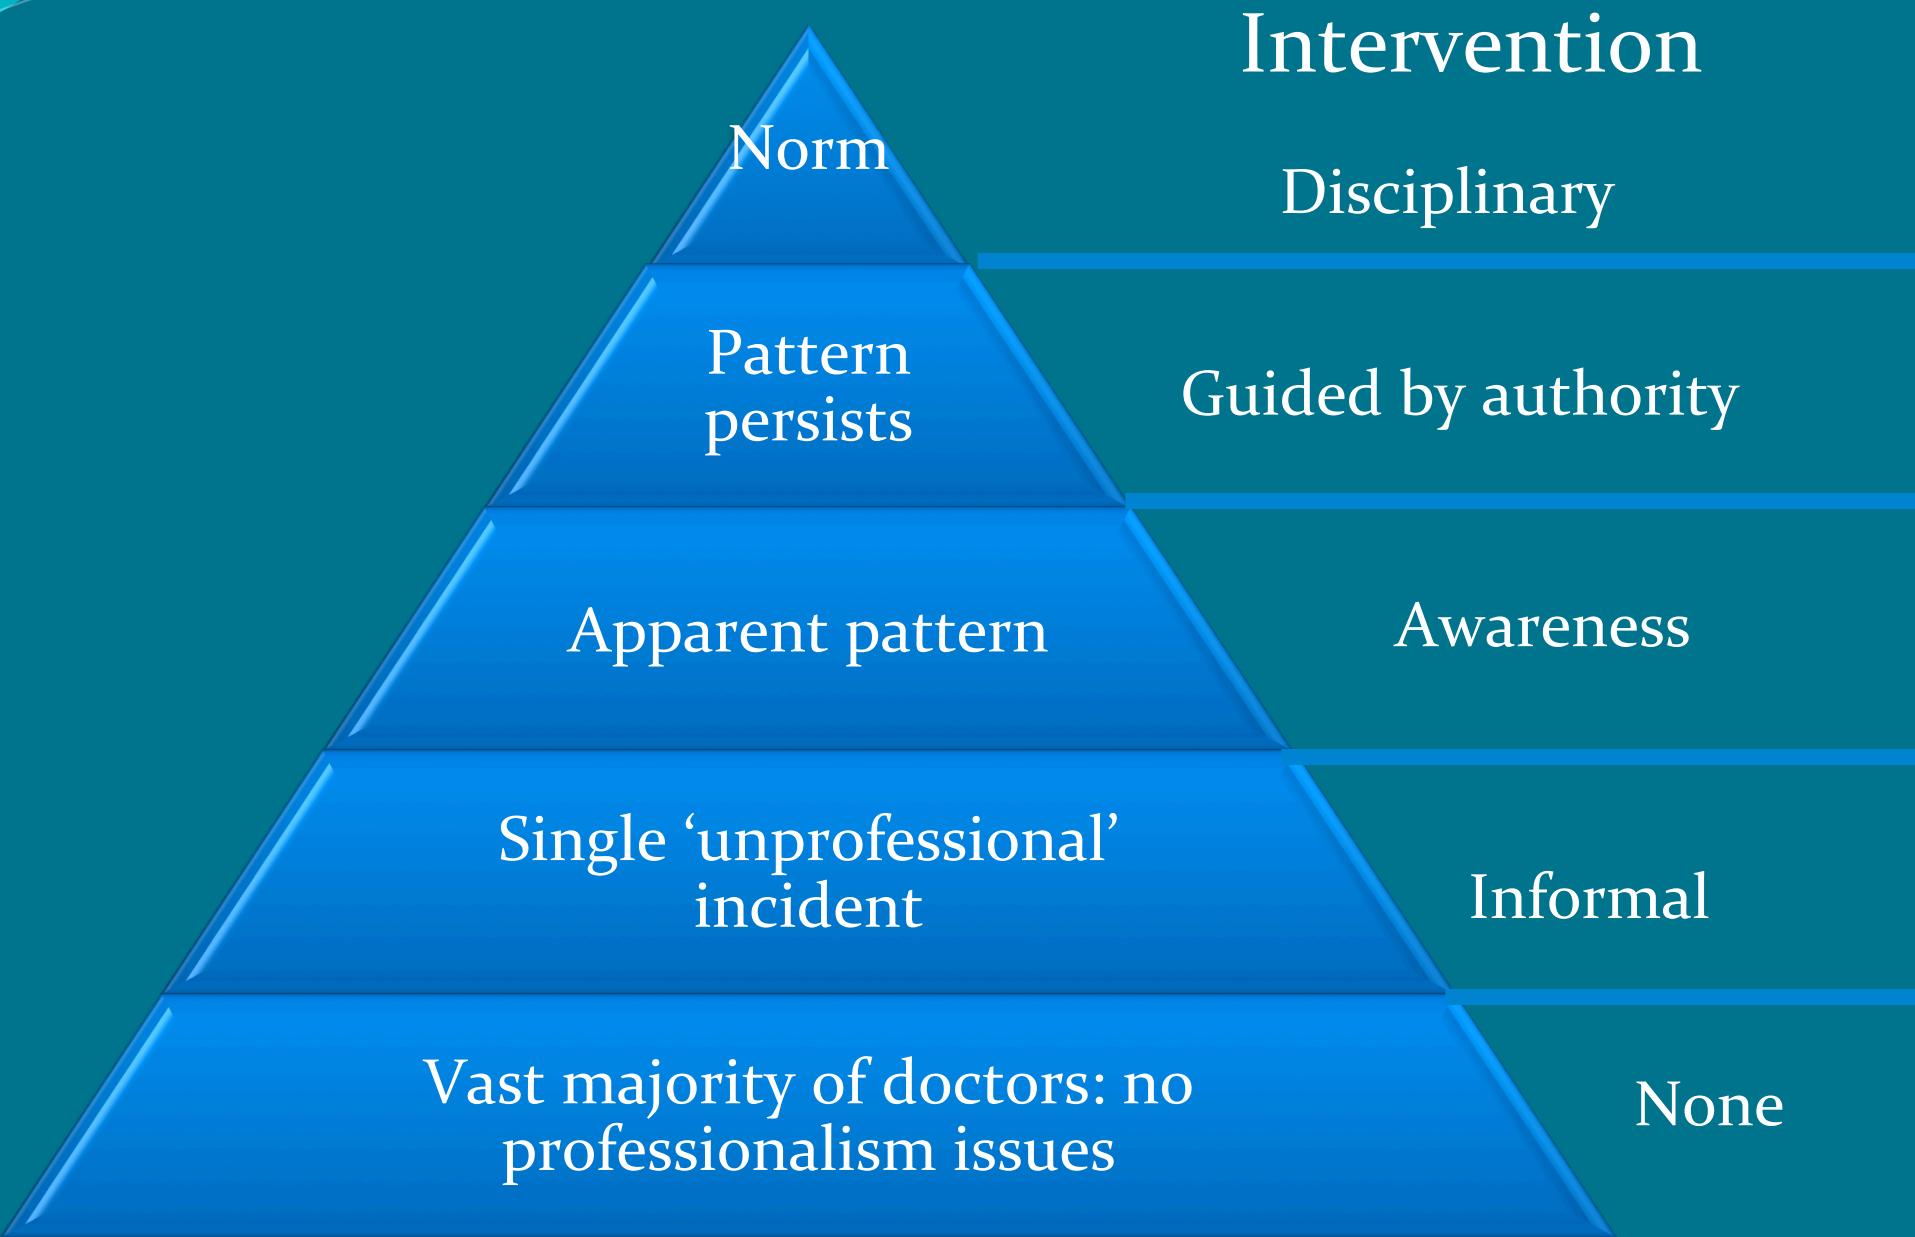 Intervention
Norm
Disciplinary
Pattern
persists
Guided by authority
Apparent pattern
Awareness
Single ‘unprofessional’
incident
Informal
Vast majority of doctors: no
professionalism issues
None